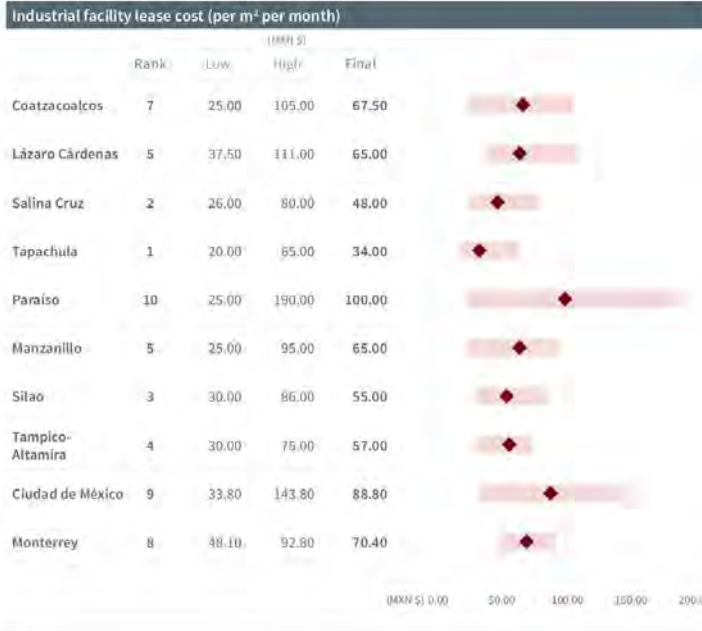 Industrial facility lease cost (per m² per month)
(MXN $)
Rank Low High Final
Coatzacoalcos 7 25.00 105.00 67.50
Lázaro Cárdenas 5 37.50 111.00 65.00
Salina Cruz 2 26.00 80.00 48.00
Tapachula 1 20.00 65.00 34.00
Paraíso 10 25.00 190.00 100.00
Manzanillo 5 25.00 95.00 65.00
Silao 3 30.00 86.00 55.00
Tampico-
Altamira 4 30.00 75.00 57.00
Ciudad de México 9 33.80 143.80 88.80
Monterrey 8 48.10 92.80 70.40
(MXN $) 0.00 50.00 100.00 150.00